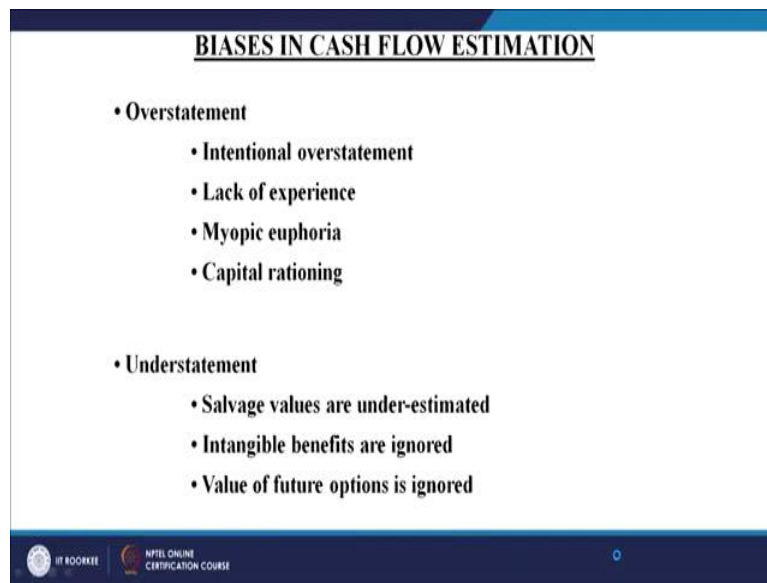 BIASES IN CASH FLOW ESTIMATION
• Overstatement
• Intentional overstatement
• Lack of experience
• Myopic euphoria
• Capital rationing
• Understatement
• Salvage values are under-estimated
• Intangible benefits are ignored
• Value of future options is ignored
IIT ROORKEE
NPTEL ONLINE
CERTIFICATION COURSE